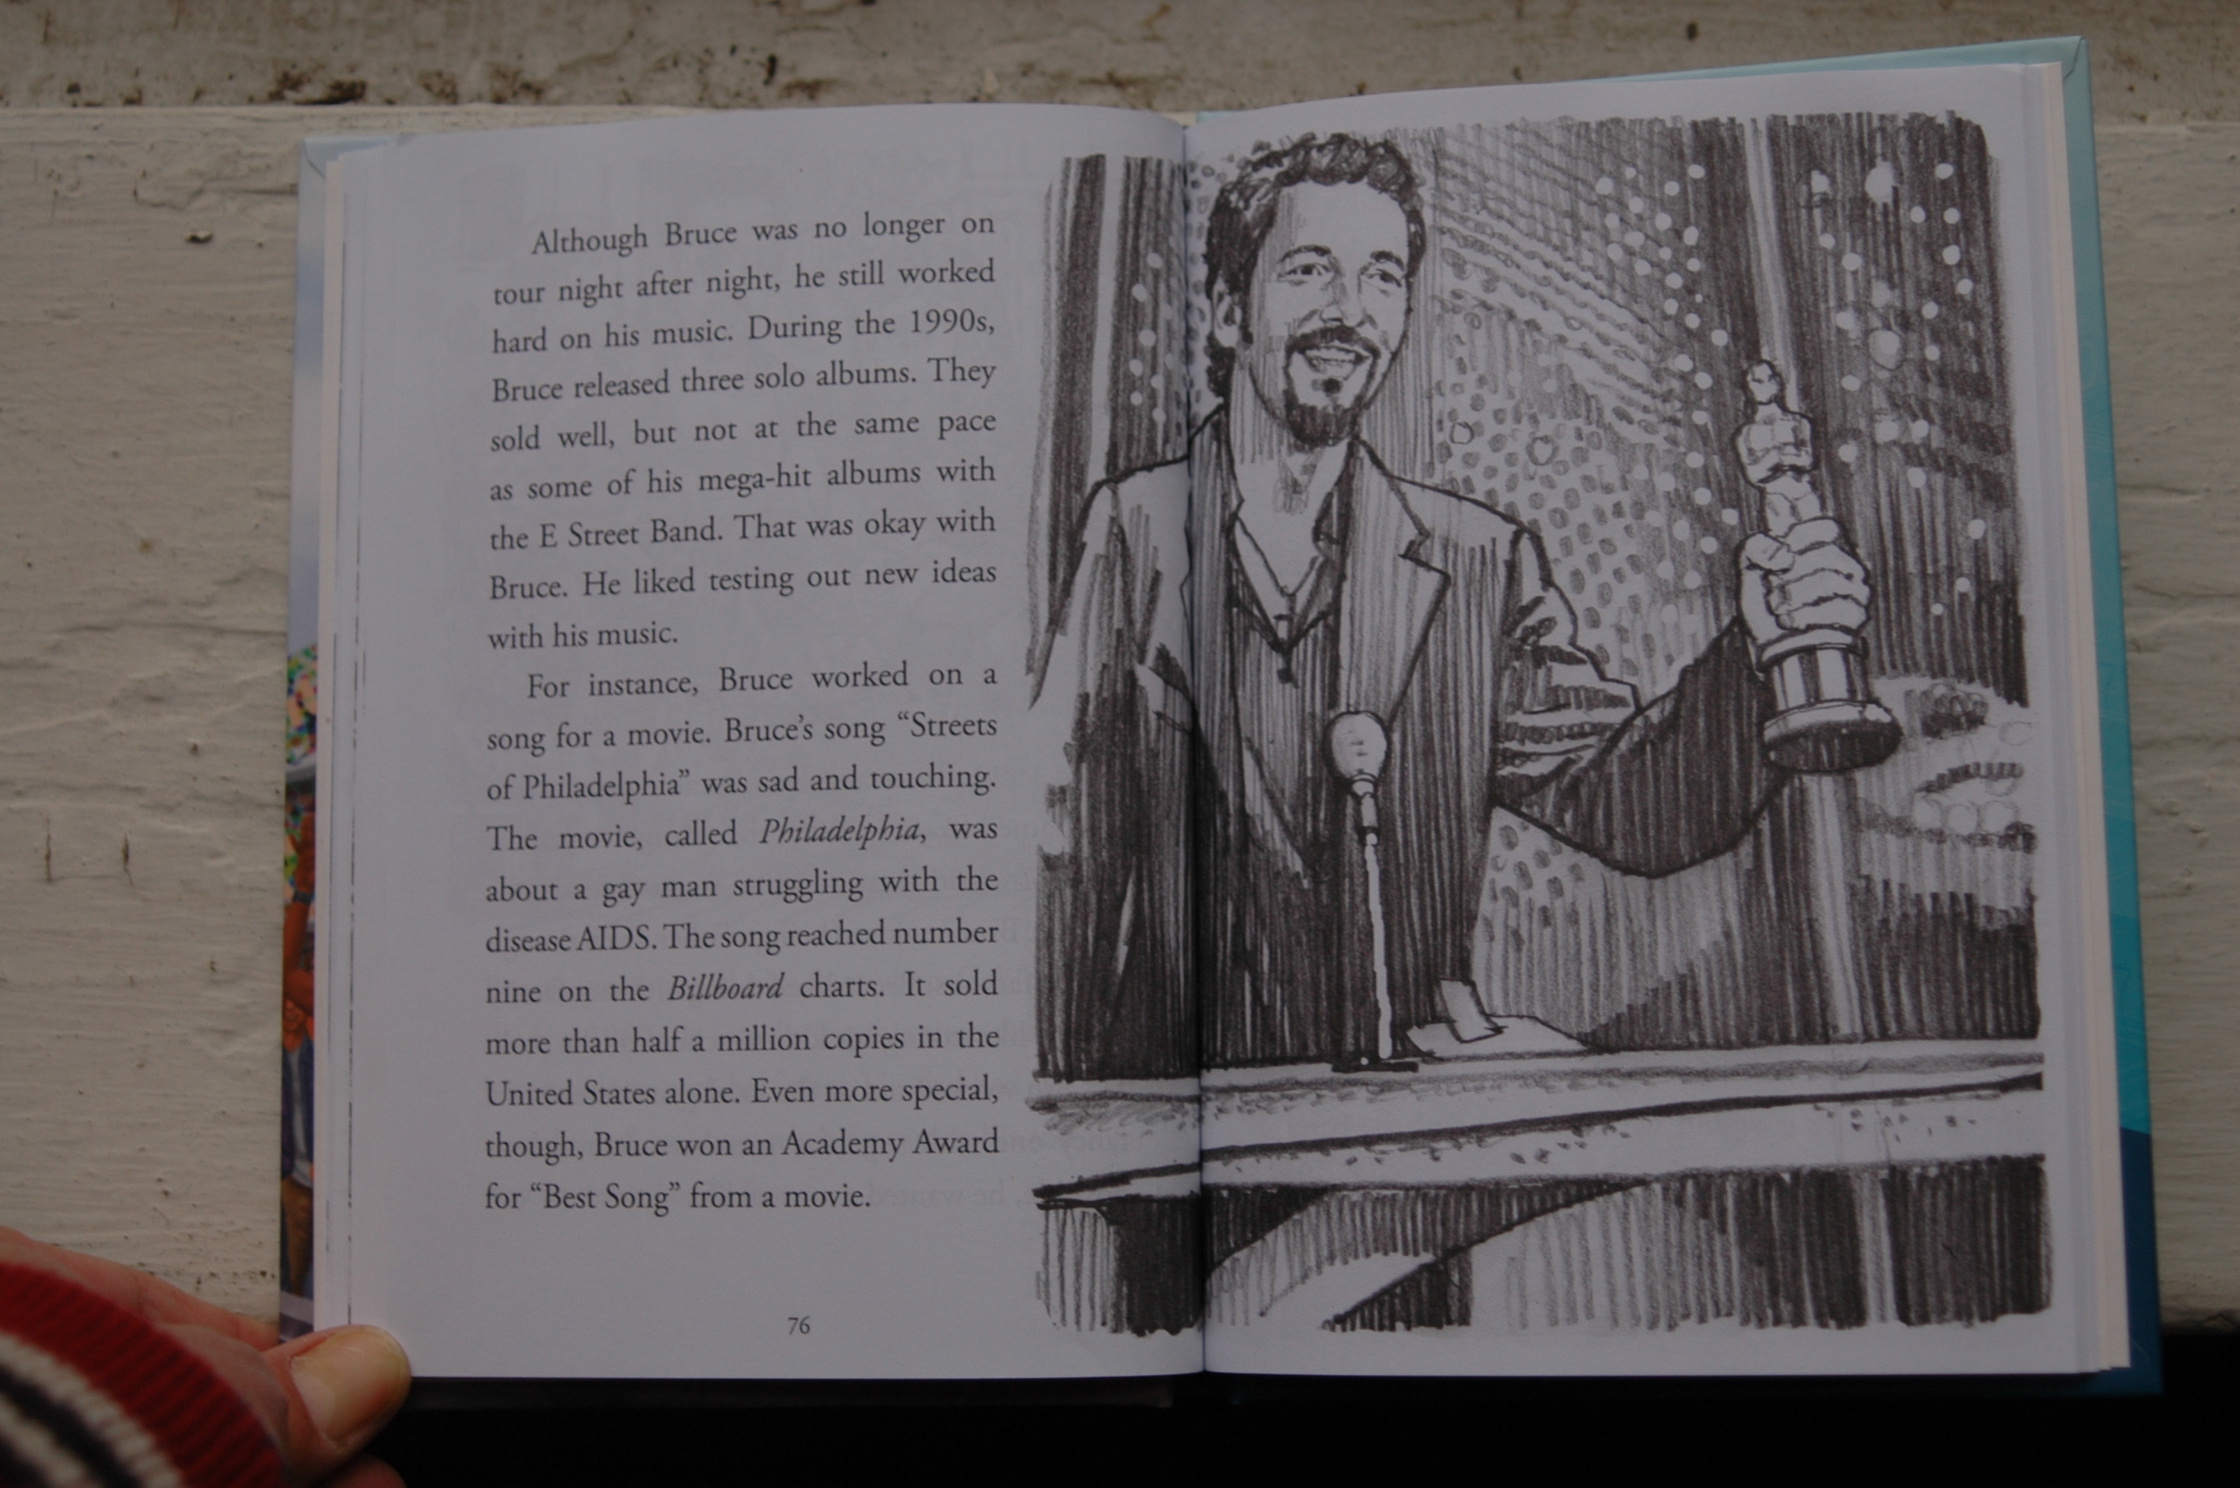 Although Bruce was no longer on
tour night after night, he still worked
hard on his music. During the 1990s,
Bruce released three solo albums. They
sold well, but not at the same pace
as some of his mega-hit albums with
the E Street Band. That was okay with
Bruce. He liked testing out new ideas
with his music.
For instance, Bruce worked on a
song for a movie. Bruce’s song “Streets
of Philadelphia” was sad and touching.
The movie, called Philadelphia, was
about a gay man struggling with the
disease AIDS. The song reached number
nine on the Billboard charts. It sold
more than half a million copies in the
United States alone. Even more special,
though, Bruce won an Academy Award
for “Best Song” from a movie.
76